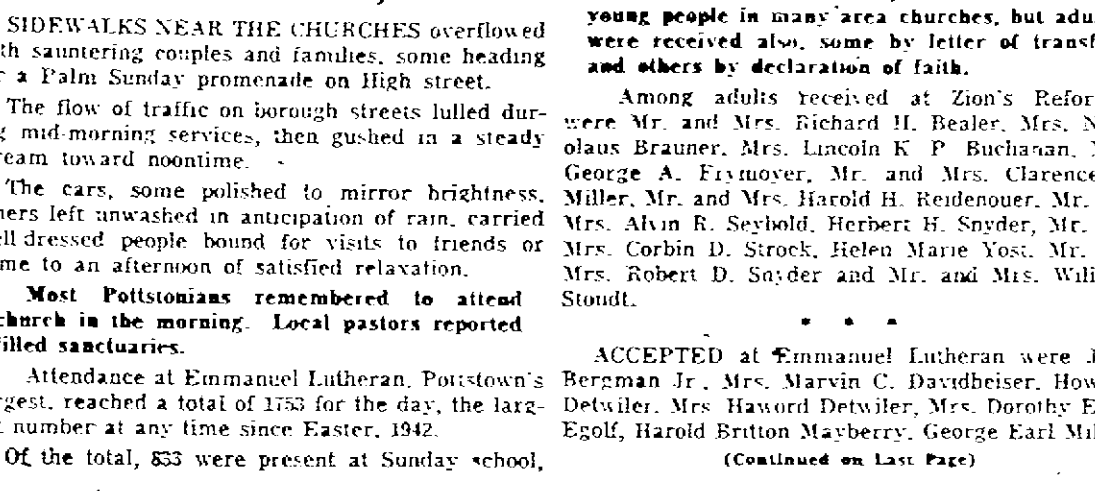 SIDEWALKS NEAR THE CHURCHES overflowed
th sauntering couples and families, some heading
r a Palm Sunday promenade on High street.
The flow of traffic on borough streets lulled dur-
g mid-morning services, then gushed in a steady
ream toward noontime.
The cars, some polished to mirror brightness,
hers left unwashed in anticipation of rain, carried
ell dressed people bound for visits to friends or
me to an afternoon of satisfied relaxation.
Most Pottstonians remembered to attend
church in the morning. Local pastors reported
filled sanctuaries.
Attendance at Emmanuel Lutheran, Pottstown's
rgest, reached a total of 1753 for the day, the larg-
t number at any time since Easter, 1942.
Of the total, 833 were present at Sunday school,
young people in many area churches, but adu
were received also, some by letter of transf
and others by declaration of faith.
Among adults received at Zion's Refor
were Mr. and Mrs. Richard H. Bealer, Mrs. N
olaus Brauner, Mrs. Lincoln K P Buchanan,
George A. Frymoyer, Mr. and Mrs. Clarence
Miller, Mr. and Mrs. Harold H. Reidenouer, Mr.
Mrs. Alvin R. Seybold, Herbert H. Snyder, Mr.
Mrs. Corbin D. Strock, Helen Marie Yost, Mr.
Mrs. Robert D. Snyder and Mr. and Mrs. Willi
Stoudt.
* * *
ACCEPTED at Emmanuel Lutheran were J
Bergman Jr., Mrs. Marvin C. Davidheiser, How
Detwiler, Mrs Haword Detwiler, Mrs. Dorothy E
Egolf, Harold Britton Mayberry, George Earl Mil
(Continued on Last Page)